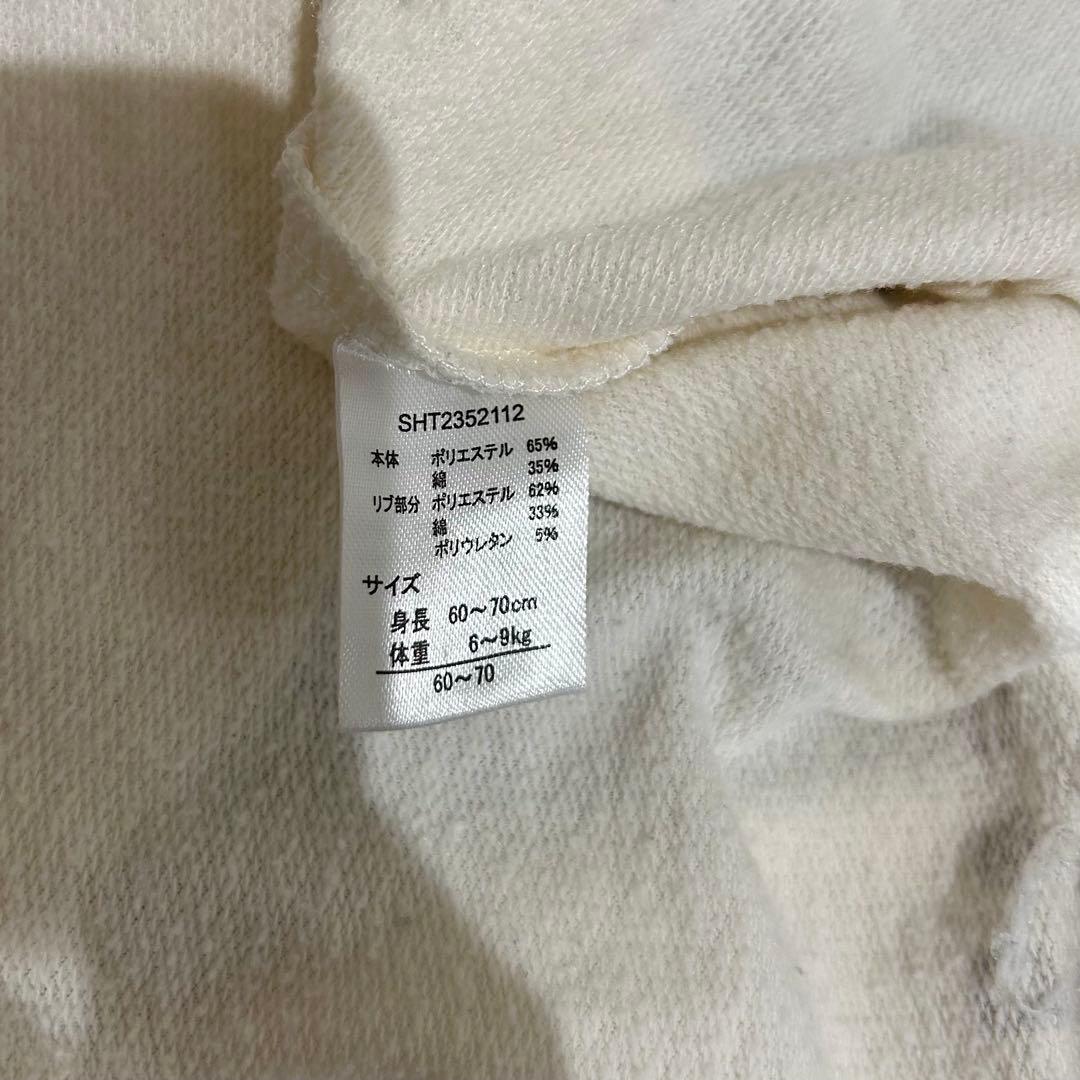 SHT2352112
本体 ポリエステル 65%
綿 35%
リブ部分 ポリエステル 62%
綿 33%
ポリウレタン 5%
サイズ
身長 60～70cm
体重 6～9kg
60～70